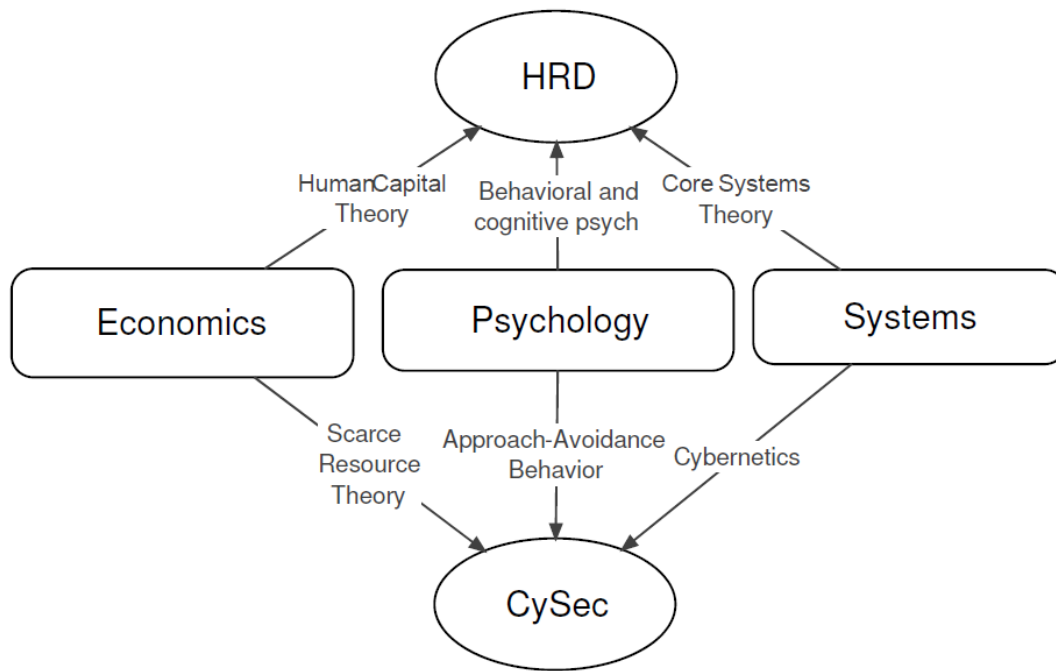 HRD
HumanCapital
Theory
Behavioral and
cognitive psych
Core Systems
Theory
Economics
Psychology
Systems
Scarce
Resource
Theory
Approach-Avoidance
Behavior
Cybernetics
CySec